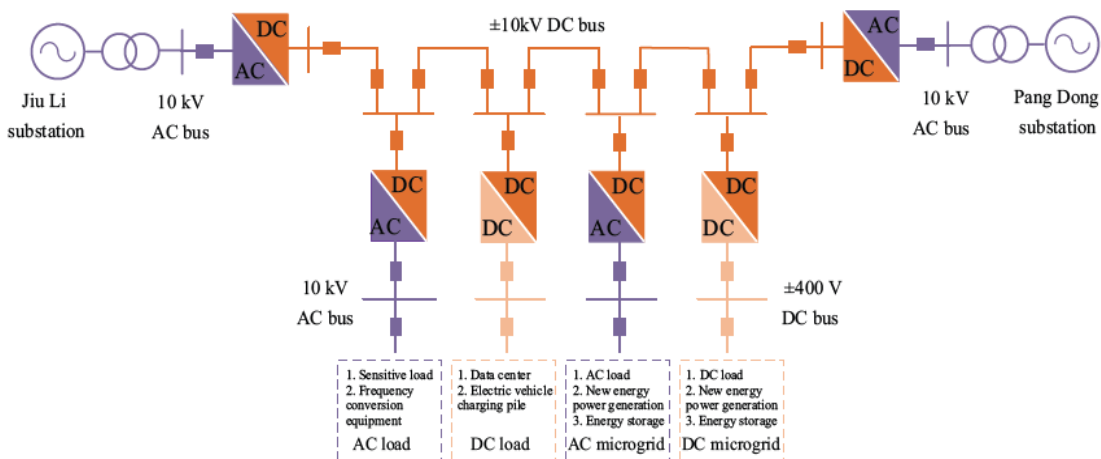 ±10kV DC bus
DC
AC
AC
DC
Jiu Li
substation
10 kV
AC bus
10 kV
AC bus
Pang Dong
substation
DC
AC
DC
DC
DC
AC
DC
DC
10 kV
AC bus
±400 V
DC bus
1. Sensitive load
2. Frequency
conversion
equipment
AC load
1. Data center
2. Electric vehicle
charging pile
DC load
1. AC load
2. New energy
power generation
3. Energy storage
AC microgrid
1. DC load
2. New energy
power generation
3. Energy storage
DC microgrid